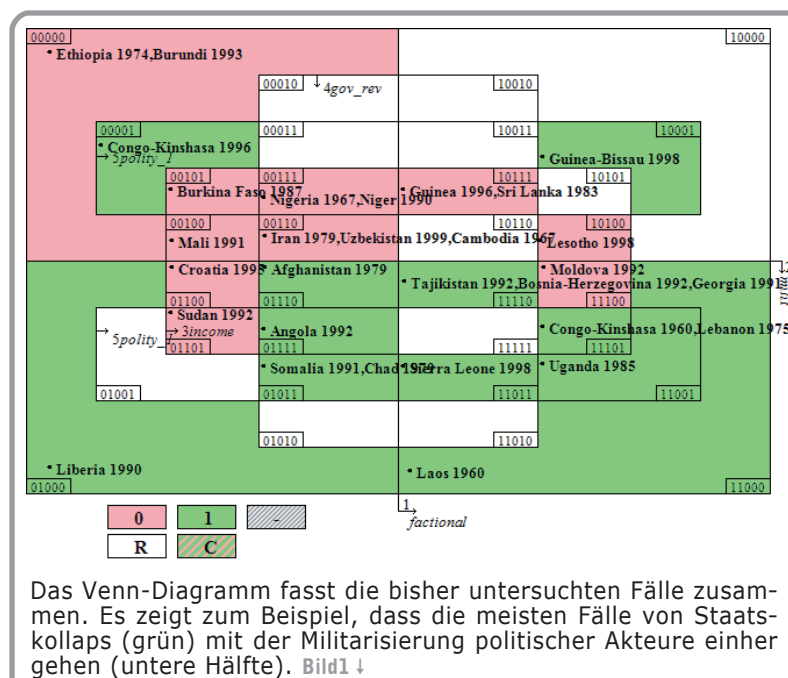 00000 10000
Ethiopia 1974,Burundi 1993
00010 4gov_rev 10010
00001 00011 10011 10001
Congo-Kinshasa 1996
5polity_1 Guinea-Bissau 1998
00101 00111 10111 10101
Burkina Faso 1987 Nigeria 1967,Niger 1990 Guinea 1996,Sri Lanka 1983
00100 00110 10110 10100
Mali 1991 Iran 1979,Uzbekistan 1999,Cambodia 1967 Lesotho 1998
Croatia 1995 Afghanistan 1979 Moldova 1992
2
Tajikistan 1992,Bosnia-Herzegovina 1992,Georgia 1991
01100 01110 11110 11100
Sudan 1992
5polity_1 3income Angola 1992 Congo-Kinshasa 1960,Lebanon 1975
01101 01111 11111 11101
Somalia 1991,Chad 1979 Sierra Leone 1998 Uganda 1985
01001 01011 11011 11001
01010 11010
Liberia 1990 Laos 1960
01000 11000
1
factional
0 1 -
R C
Das Venn-Diagramm fasst die bisher untersuchten Fälle zusam-
men. Es zeigt zum Beispiel, dass die meisten Fälle von Staats-
kollaps (grün) mit der Militarisierung politischer Akteure einher
gehen (untere Hälfte). Bild1 ↓